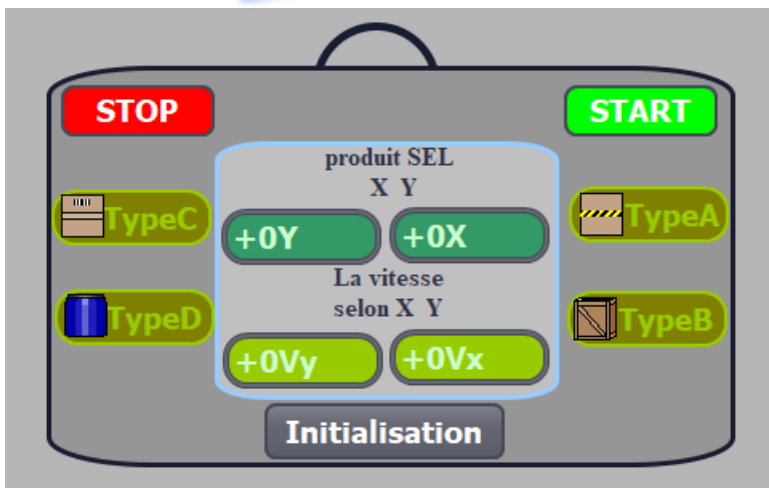 STOP
START
produit SEL
X Y
TypeC
TypeA
+0Y
+0X
La vitesse
selon X Y
TypeD
TypeB
+0Vy
+0Vx
Initialisation